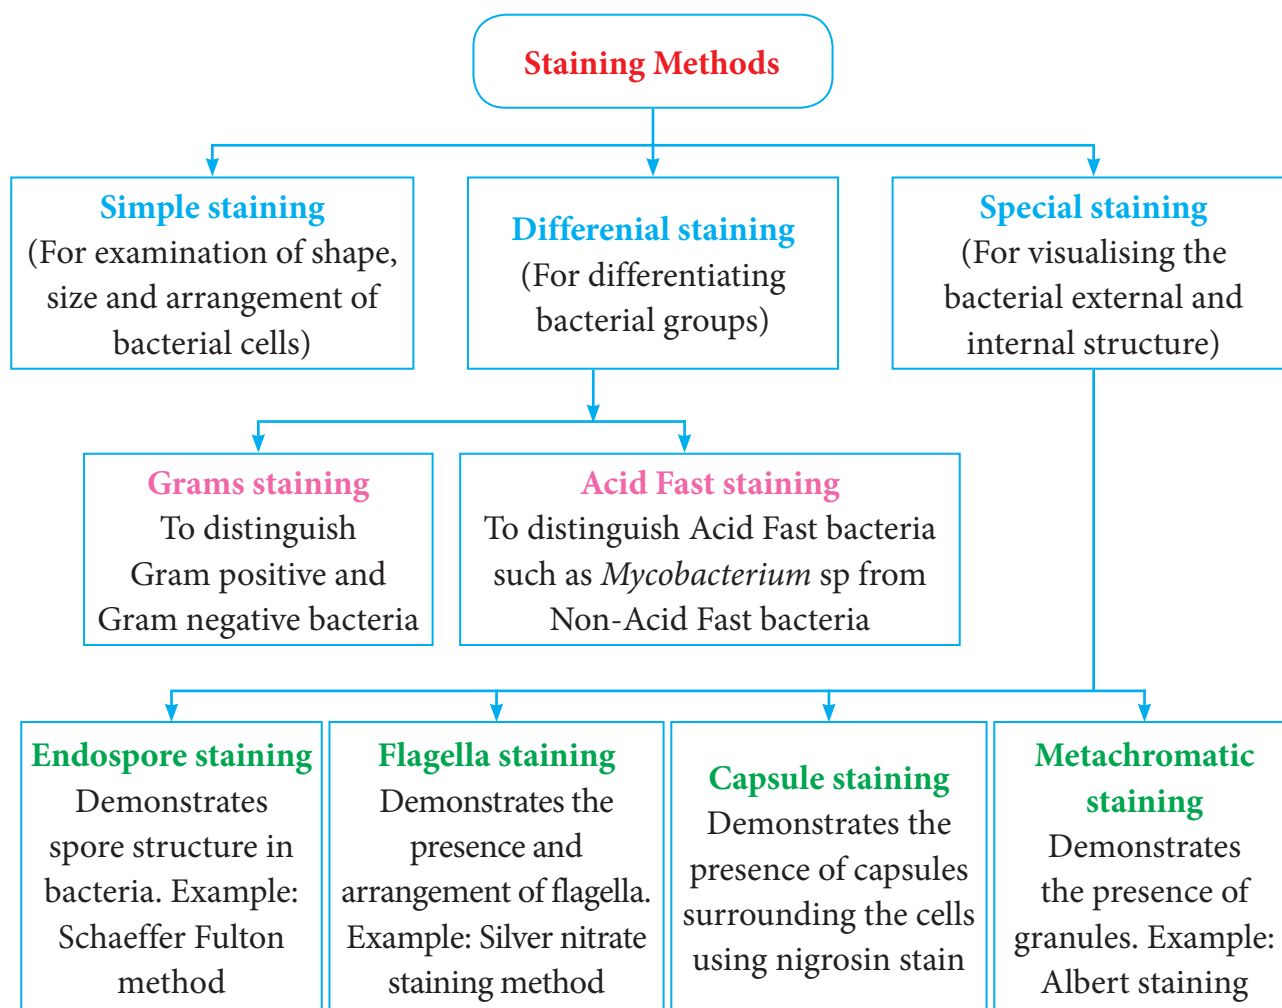 Staining Methods
Simple staining
(For examination of shape,
size and arrangement of
bacterial cells)
Differenial staining
(For differentiating
bacterial groups)
Special staining
(For visualising the
bacterial external and
internal structure)
Grams staining
To distinguish
Gram positive and
Gram negative bacteria
Acid Fast staining
To distinguish Acid Fast bacteria
such as Mycobacterium sp from
Non-Acid Fast bacteria
Endospore staining
Demonstrates
spore structure in
bacteria. Example:
Schaeffer Fulton
method
Flagella staining
Demonstrates the
presence and
arrangement of flagella.
Example: Silver nitrate
staining method
Capsule staining
Demonstrates the
presence of capsules
surrounding the cells
using nigrosin stain
Metachromatic
staining
Demonstrates
the presence of
granules. Example:
Albert staining